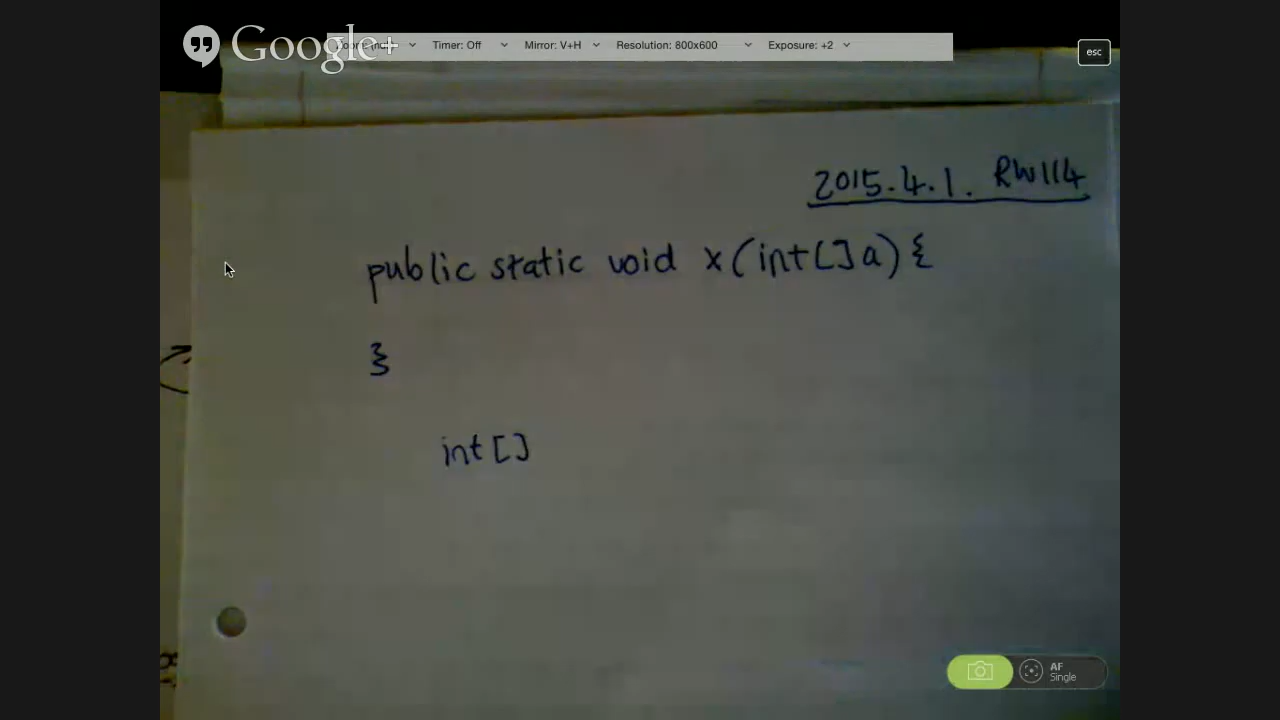 Google+
Timer: Off Mirror: V+H Resolution: 800x600 Exposure: +2
esc
2015.4.1. RW114
public static void x(int[] a) {
}
int[]
AF
Single